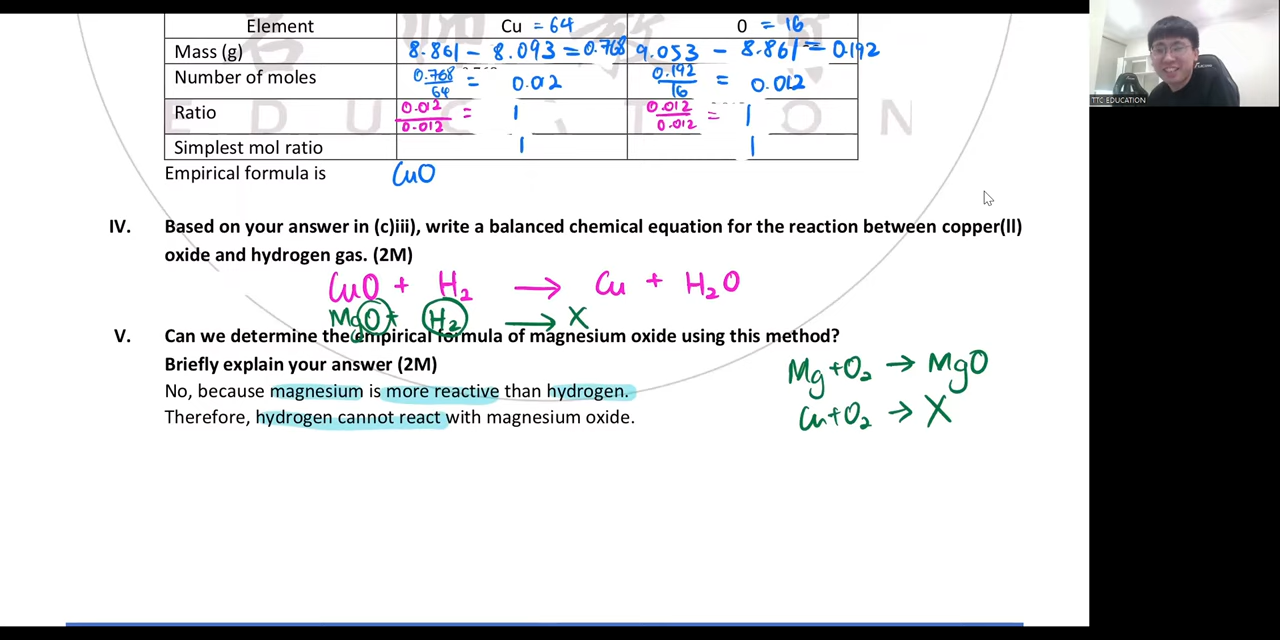 Element Cu = 64 O = 16
Mass (g) 8.861 - 8.093 = 0.768 9.053 - 8.861 = 0.192
Number of moles 0.768/64 = 0.012 0.192/16 = 0.012
Ratio 0.012/0.012 = 1 0.012/0.012 = 1
Simplest mol ratio 1 1
Empirical formula is CuO
IV. Based on your answer in (c)iii), write a balanced chemical equation for the reaction between copper(ll)
oxide and hydrogen gas. (2M)
CuO + H2 → Cu + H2O
MgO + H2 → X
V. Can we determine the empirical formula of magnesium oxide using this method?
Briefly explain your answer (2M)
Mg + O2 → MgO
No, because magnesium is more reactive than hydrogen.
Therefore, hydrogen cannot react with magnesium oxide.
Cu + O2 → X
TTC EDUCATION